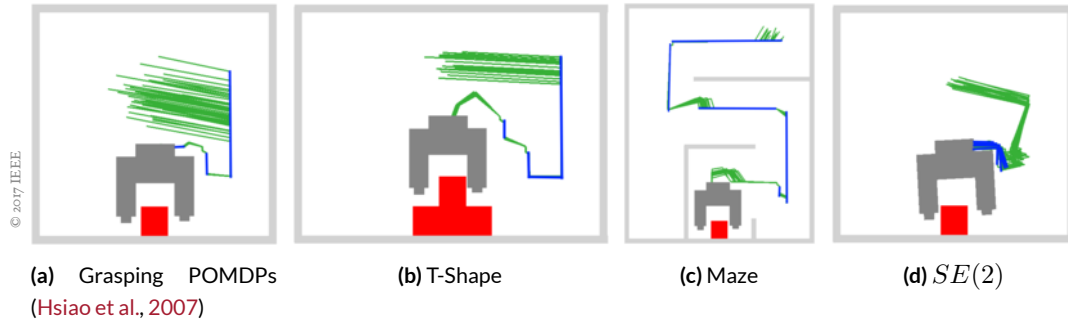 © 2017 IEEE
(a) Grasping POMDPs
(Hsiao et al., 2007)
(b) T-Shape
(c) Maze
(d) SE(2)